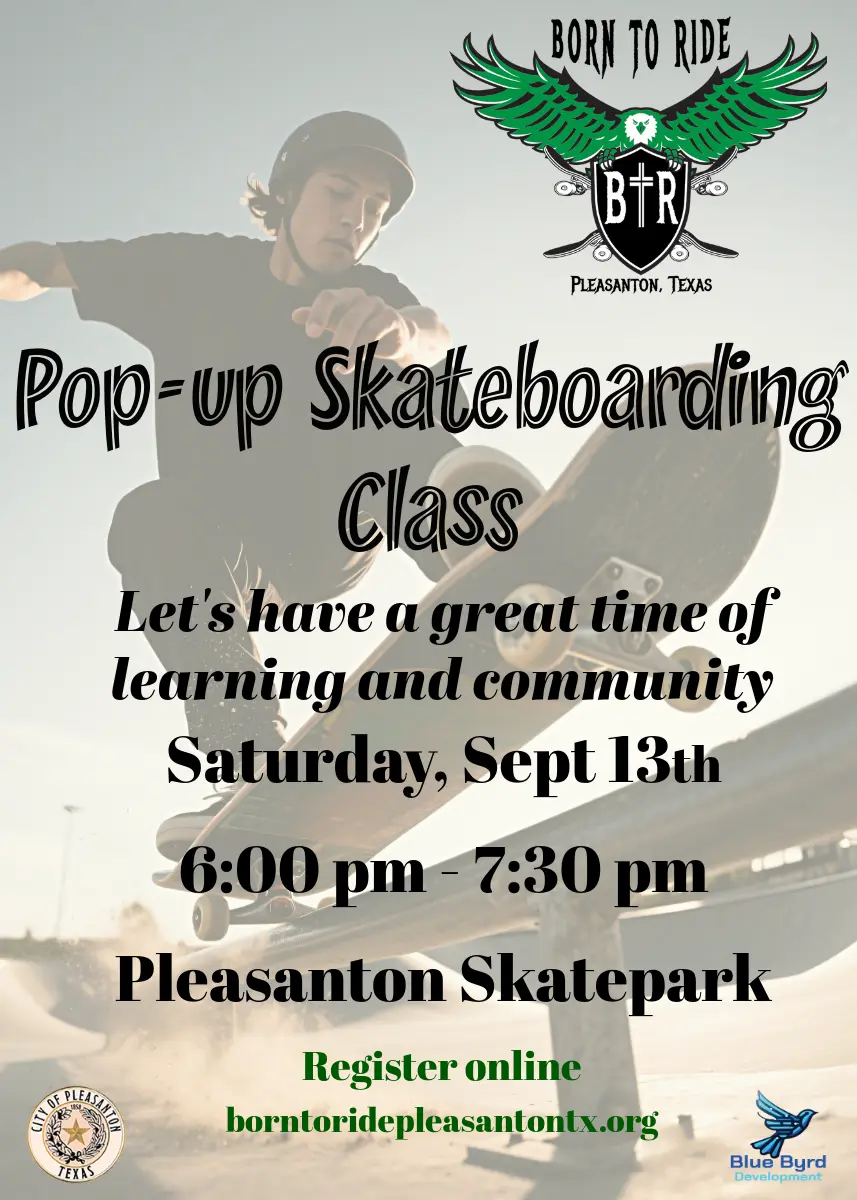 BORN TO RIDE
B R
PLEASANTON, TEXAS
Pop-up Skateboarding
Class
Let's have a great time of
learning and community
Saturday, Sept 13th
6:00 pm - 7:30 pm
Pleasanton Skatepark
Register online
borntoridepleasantontx.org
CITY OF PLEASANTON
1858
TEXAS
Blue Byrd
Development